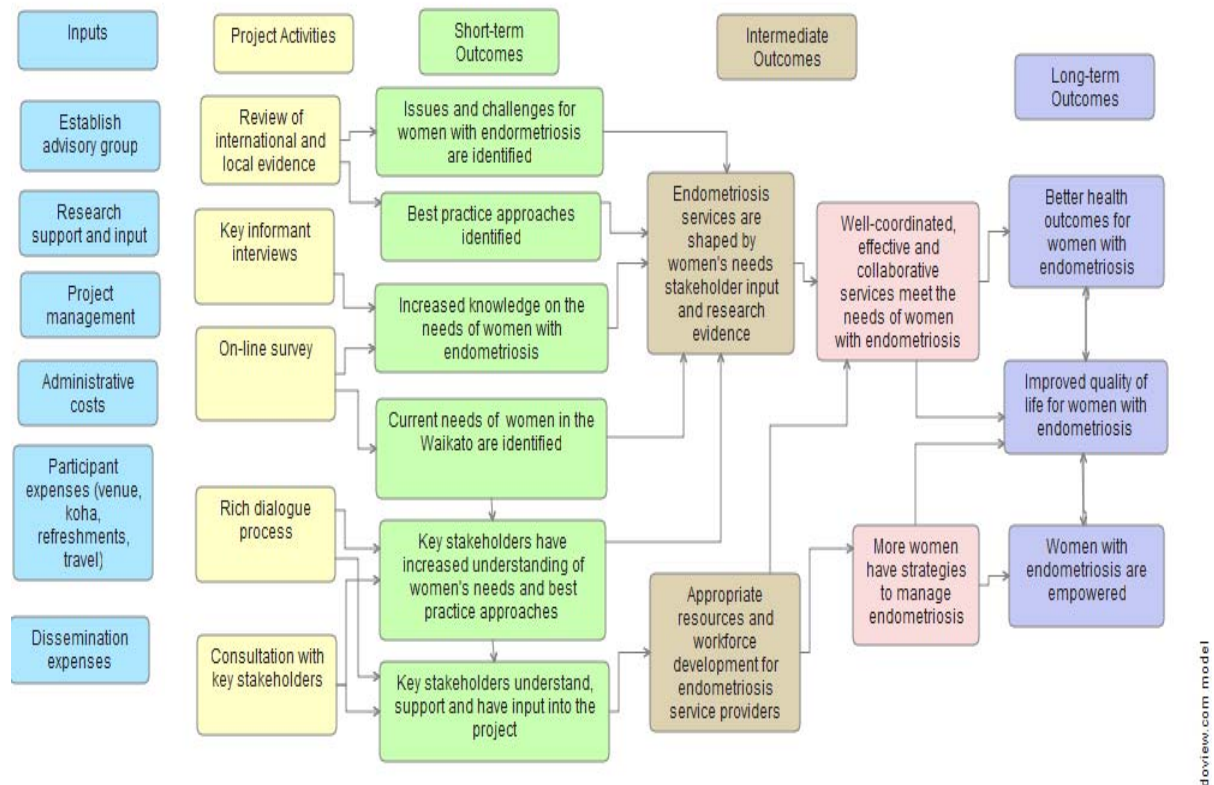 Inputs
Establish
advisory group
Research
support and input
Project
management
Administrative
costs
Participant
expenses (venue,
koha,
refreshments,
travel)
Dissemination
expenses
Project Activities
Review of
international and
local evidence
Key informant
interviews
On-line survey
Rich dialogue
process
Consultation with
key stakeholders
Short-term
Outcomes
Issues and challenges for
women with endormetriosis
are identified
Best practice approaches
identified
Increased knowledge on the
needs of women with
endometriosis
Current needs of women in the
Waikato are identified
Key stakeholders have
increased understanding of
women's needs and best
practice approaches
Key stakeholders understand,
support and have input into the
project
Intermediate
Outcomes
Endometriosis
services are
shaped by
women's needs
stakeholder input
and research
evidence
Appropriate
resources and
workforce
development for
endometriosis
service providers
Well-coordinated,
effective and
collaborative
services meet the
needs of women
with endometriosis
More women
have strategies
to manage
endometriosis
Long-term
Outcomes
Better health
outcomes for
women with
endometriosis
Improved quality of
life for women with
endometriosis
Women with
endometriosis are
empowered
doview.com model